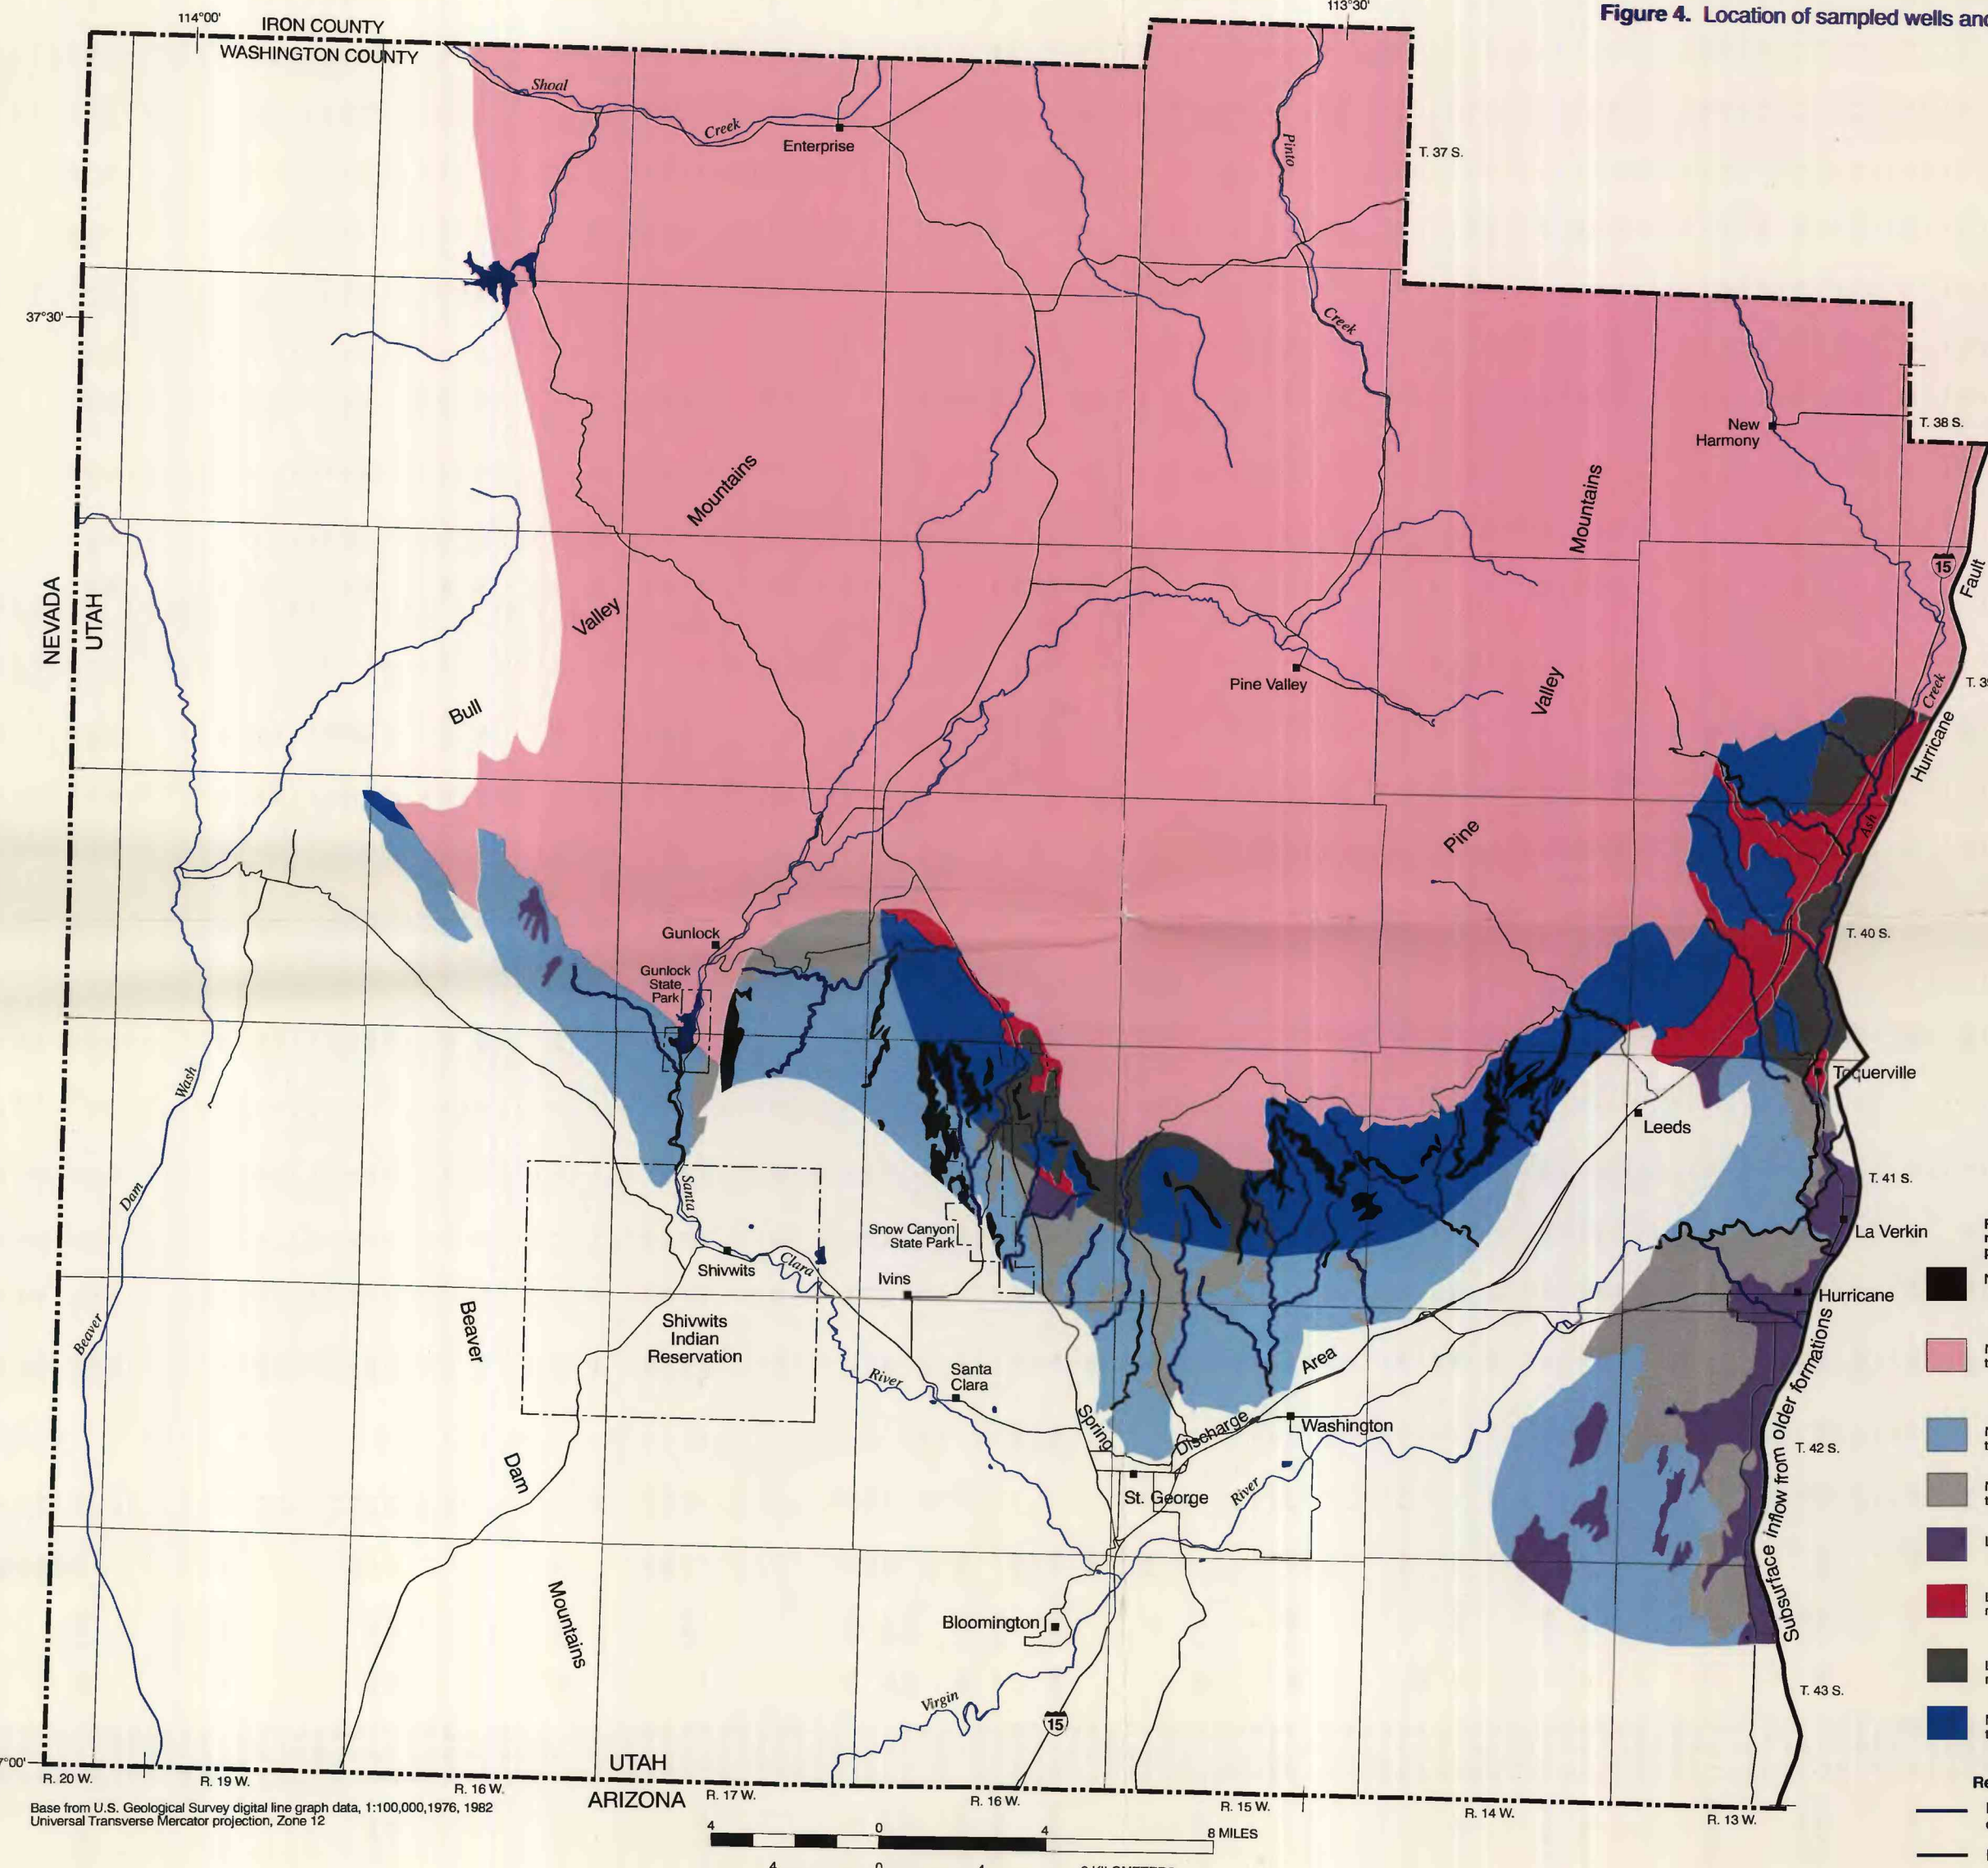 114°00'
IRON COUNTY
WASHINGTON COUNTY
113°30'
Figure 4. Location of sampled wells and
Shoal
Creek
Enterprise
Pinto
Creek
T. 37 S.
37°30'
New
Harmony
T. 38 S.
Mountains
Mountains
15
Fault
NEVADA
UTAH
Valley
Bull
Pine Valley
Valley
Creek
Hurricane
Pine
Ash
Gunlock
Gunlock
State
Park
T. 40 S.
Toquerville
Leeds
Wash
Dam
Beaver
Santa
Clara
River
Snow Canyon
State Park
T. 41 S.
La Verkin
Shivwits
Ivins
Hurricane
Shivwits
Indian
Reservation
Beaver
Dam
Mountains
Santa
Clara
Spring
Discharge
Area
Washington
Subsurface inflow from older formations
T. 42 S.
St. George
River
Bloomington
Virgin
15
T. 43 S.
UTAH
ARIZONA
R. 20 W.
R. 19 W.
R. 16 W.
R. 17 W.
R. 16 W.
R. 15 W.
R. 14 W.
R. 13 W.
Base from U.S. Geological Survey digital line graph data, 1:100,000,1976, 1982
Universal Transverse Mercator projection, Zone 12
4 0 4 8 MILES